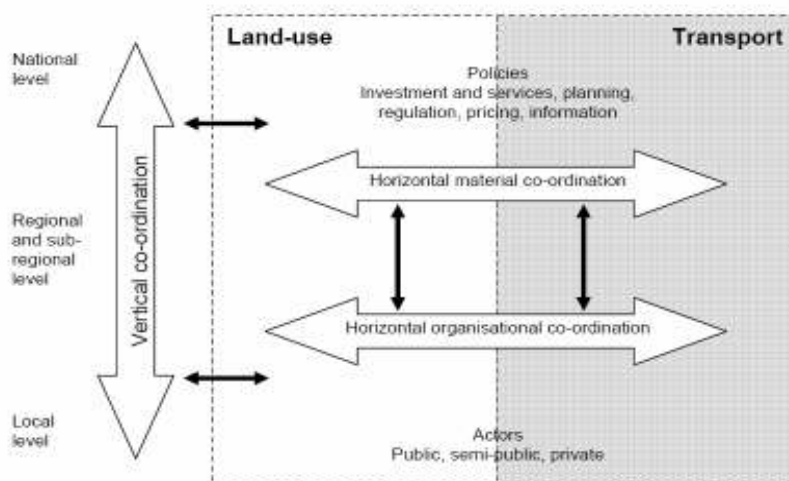 Land-use
Transport
National
level
Policies
Investment and services, planning,
regulation, pricing, information
Horizontal material co-ordination
Vertical co-ordination
Regional
and sub-
regional
level
Horizontal organisational co-ordination
Local
level
Actors
Public, semi-public, private